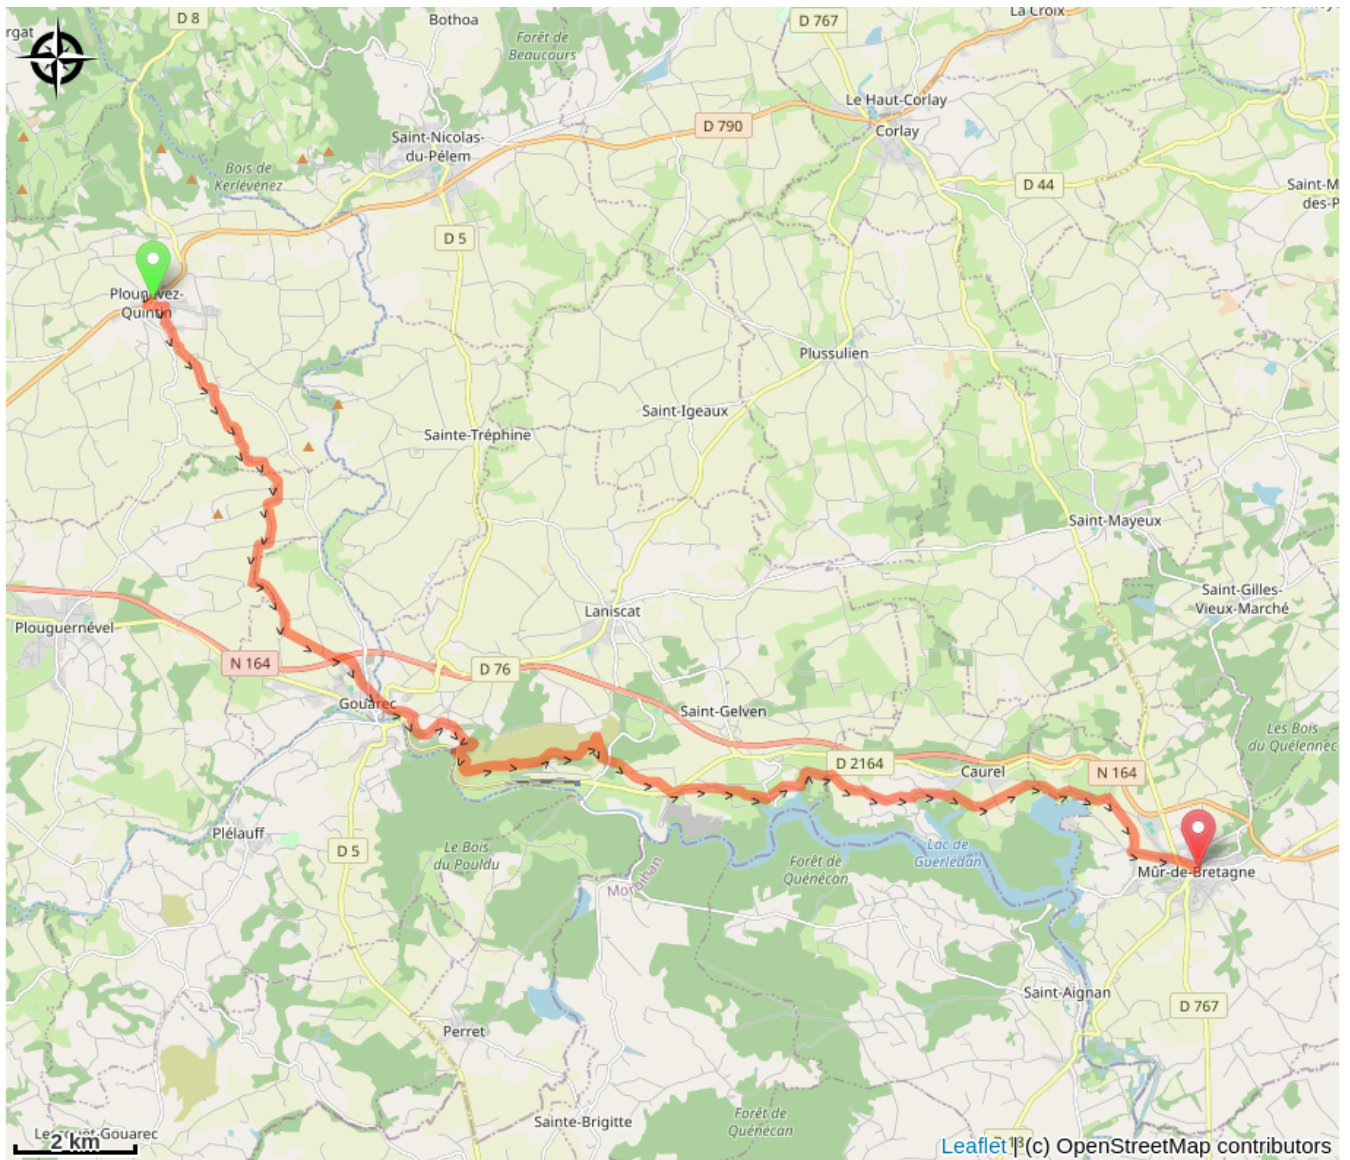 D 8
Bothoa
D 767
La Croix
Forêt de
Beaucours
Le Haut-Corlay
Corlay
D 790
Saint-Nicolas-
du-Pélem
Bois de
Kerlévénez
D 44
Saint-M
des-P
D 5
Quintin
Plussulien
Saint-Igeaux
Sainte-Tréphine
Saint-Mayeux
Saint-Gilles-
Vieux-Marché
Laniscat
Plouguernével
N 164
D 76
Gouarec
Saint-Gelven
Les Bois
du Quélennec
D 2164
Caurel
N 164
Plélauff
D 5
Le Bois
du Pouldu
Lac de
Guerlédan
Forêt de
Quénécan
Morbihan
Mûr-de-Bretagne
Saint-Aignan
D 767
Perret
Sainte-Brigitte
Forêt de
Quénécan
2 km
Leaflet | (c) OpenStreetMap contributors